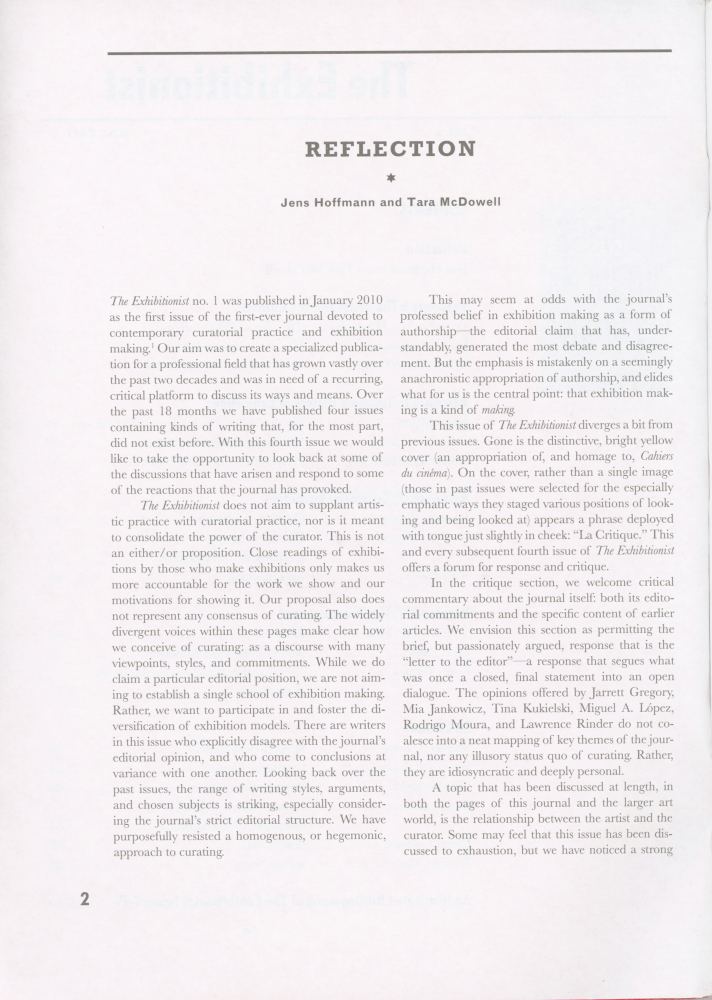 REFLECTION
Jens Hoffmann and Tara McDowell
The Exhibitionist no. 1 was published in January 2010
as the first issue of the first-ever journal devoted to
contemporary curatorial practice and exhibition
making.¹ Our aim was to create a specialized publica-
tion for a professional field that has grown vastly over
the past two decades and was in need of a recurring,
critical platform to discuss its ways and means. Over
the past 18 months we have published four issues
containing kinds of writing that, for the most part,
did not exist before. With this fourth issue we would
like to take the opportunity to look back at some of
the discussions that have arisen and respond to some
of the reactions that the journal has provoked.
The Exhibitionist does not aim to supplant artis-
tic practice with curatorial practice, nor is it meant
to consolidate the power of the curator. This is not
an either/or proposition. Close readings of exhibi-
tions by those who make exhibitions only makes us
more accountable for the work we show and our
motivations for showing it. Our proposal also does
not represent any consensus of curating. The widely
divergent voices within these pages make clear how
we conceive of curating: as a discourse with many
viewpoints, styles, and commitments. While we do
claim a particular editorial position, we are not aim-
ing to establish a single school of exhibition making.
Rather, we want to participate in and foster the di-
versification of exhibition models. There are writers
in this issue who explicitly disagree with the journal's
editorial opinion, and who come to conclusions at
variance with one another. Looking back over the
past issues, the range of writing styles, arguments,
and chosen subjects is striking, especially consider-
ing the journal's strict editorial structure. We have
purposefully resisted a homogenous, or hegemonic,
approach to curating.
This may seem at odds with the journal's
professed belief in exhibition making as a form of
authorship—the editorial claim that has, under-
standably, generated the most debate and disagree-
ment. But the emphasis is mistakenly on a seemingly
anachronistic appropriation of authorship, and elides
what for us is the central point: that exhibition mak-
ing is a kind of making.
This issue of The Exhibitionist diverges a bit from
previous issues. Gone is the distinctive, bright yellow
cover (an appropriation of, and homage to, Cahiers
du cinéma). On the cover, rather than a single image
(those in past issues were selected for the especially
emphatic ways they staged various positions of look-
ing and being looked at) appears a phrase deployed
with tongue just slightly in cheek: "La Critique." This
and every subsequent fourth issue of The Exhibitionist
offers a forum for response and critique.
In the critique section, we welcome critical
commentary about the journal itself: both its edito-
rial commitments and the specific content of earlier
articles. We envision this section as permitting the
brief, but passionately argued, response that is the
"letter to the editor"—a response that segues what
was once a closed, final statement into an open
dialogue. The opinions offered by Jarrett Gregory,
Mia Jankowicz, Tina Kukielski, Miguel A. López,
Rodrigo Moura, and Lawrence Rinder do not co-
alesce into a neat mapping of key themes of the jour-
nal, nor any illusory status quo of curating. Rather,
they are idiosyncratic and deeply personal.
A topic that has been discussed at length, in
both the pages of this journal and the larger art
world, is the relationship between the artist and the
curator. Some may feel that this issue has been dis-
cussed to exhaustion, but we have noticed a strong
2